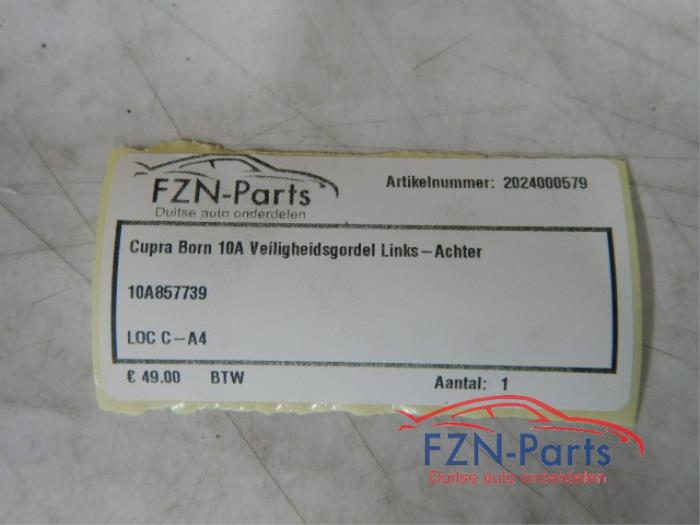 FZN-Parts
Duitse auto onderdelen
Artikelnummer: 2024000579
Cupra Born 10A Veiligheidsgordel Links-Achter
10A857739
LOC C-A4
€ 49.00 BTW
Aantal: 1
FZN-Parts
Duitse auto onderdelen